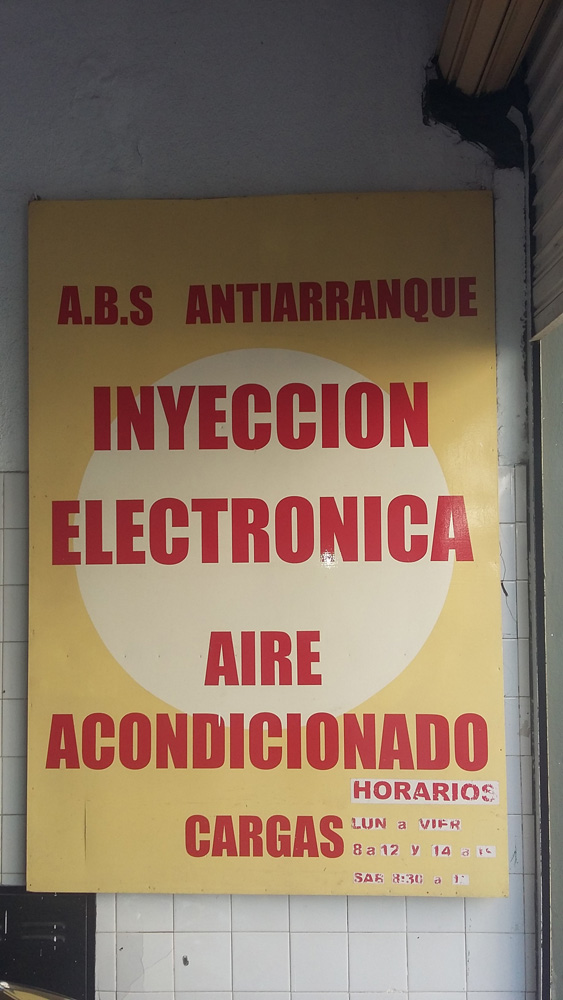 A.B.S ANTIARRANQUE
INYECCION
ELECTRONICA
AIRE
ACONDICIONADO
CARGAS
HORARIOS
LUN a VIER
8 a 12 y 14 a
SAB 8:30 a